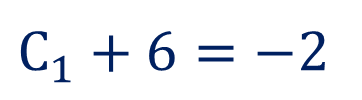 C₁ + 6 = −2